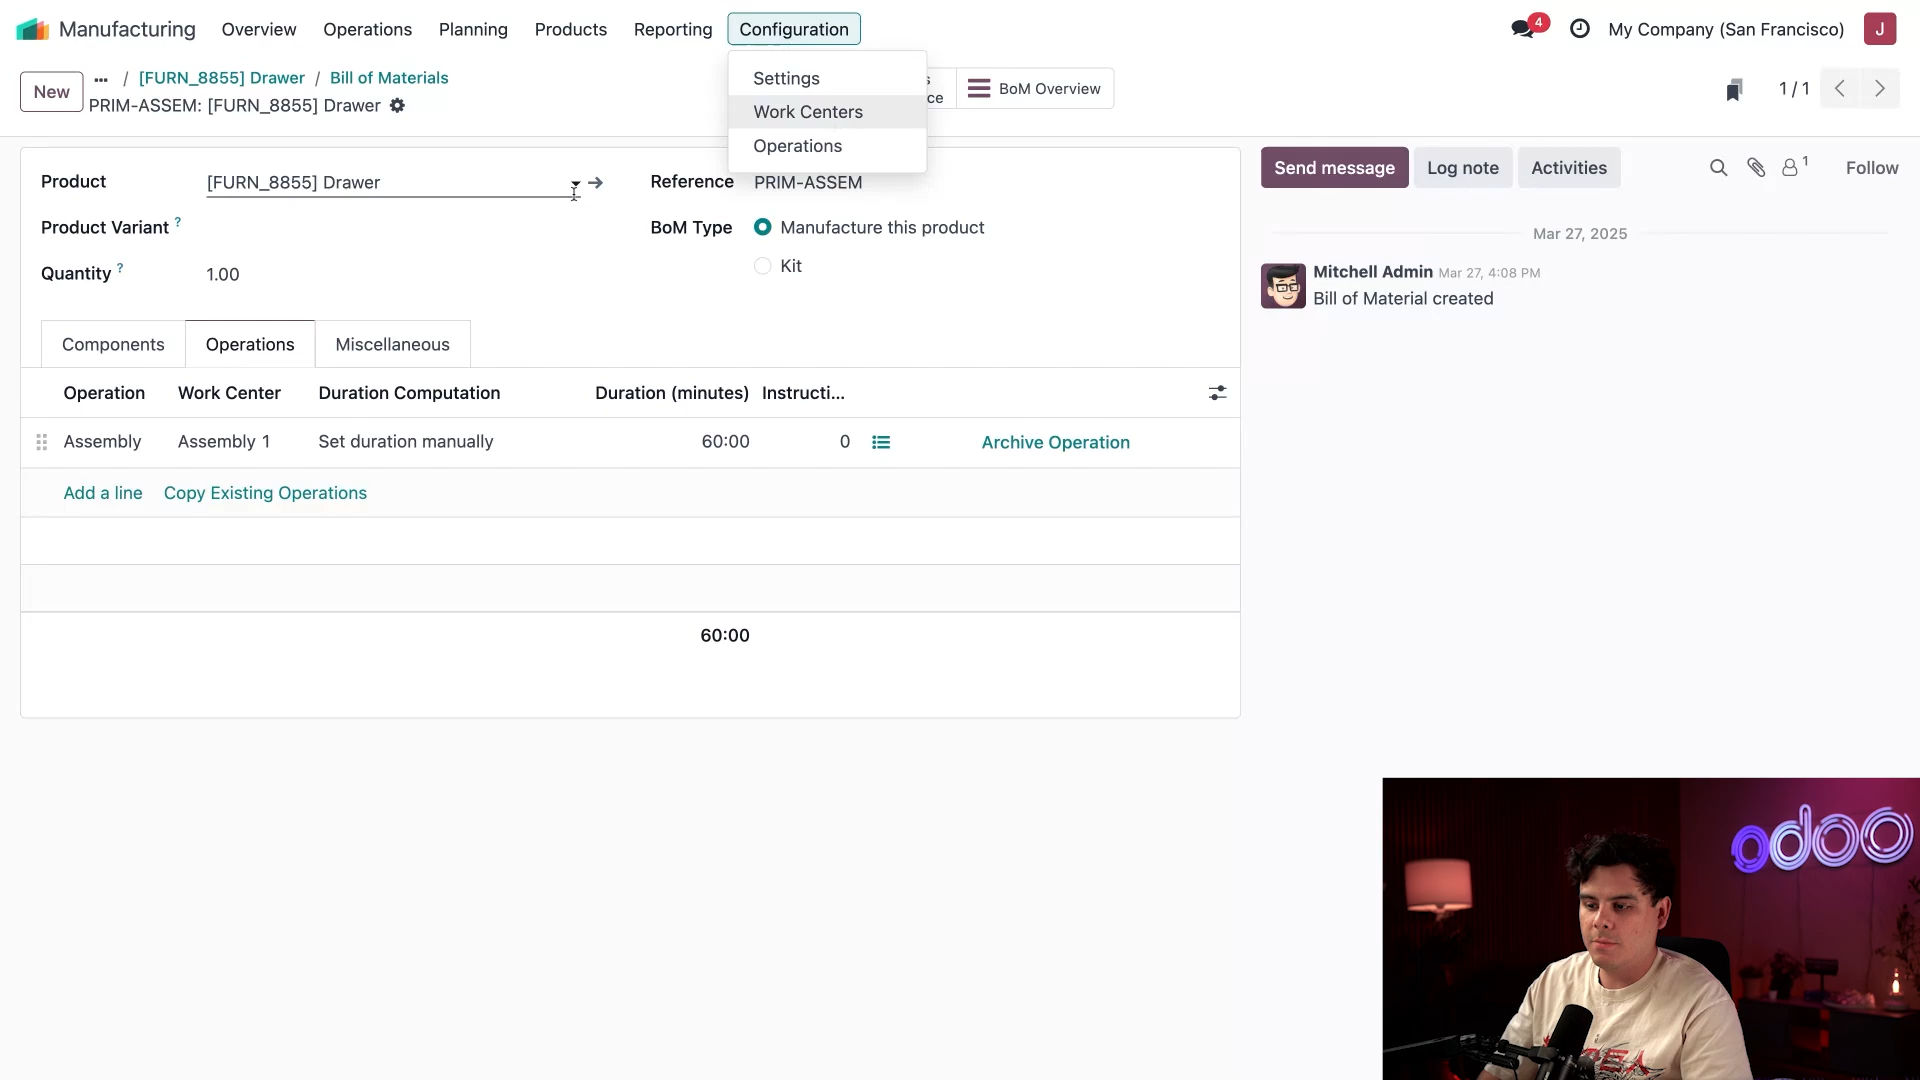 Manufacturing Overview Operations Planning Products Reporting Configuration 4 My Company (San Francisco) J
Settings
Work Centers
Operations
New ... / [FURN_8855] Drawer / Bill of Materials
PRIM-ASSEM: [FURN_8855] Drawer
s
ce
BoM Overview
1 / 1
Product [FURN_8855] Drawer
Reference PRIM-ASSEM
Product Variant ?
BoM Type Manufacture this product
Kit
Quantity ? 1.00
Components Operations Miscellaneous
Operation Work Center Duration Computation Duration (minutes) Instructi...
Assembly Assembly 1 Set duration manually 60:00 0 Archive Operation
Add a line Copy Existing Operations
60:00
Send message Log note Activities 1 Follow
Mar 27, 2025
Mitchell Admin Mar 27, 4:08 PM
Bill of Material created
odoo